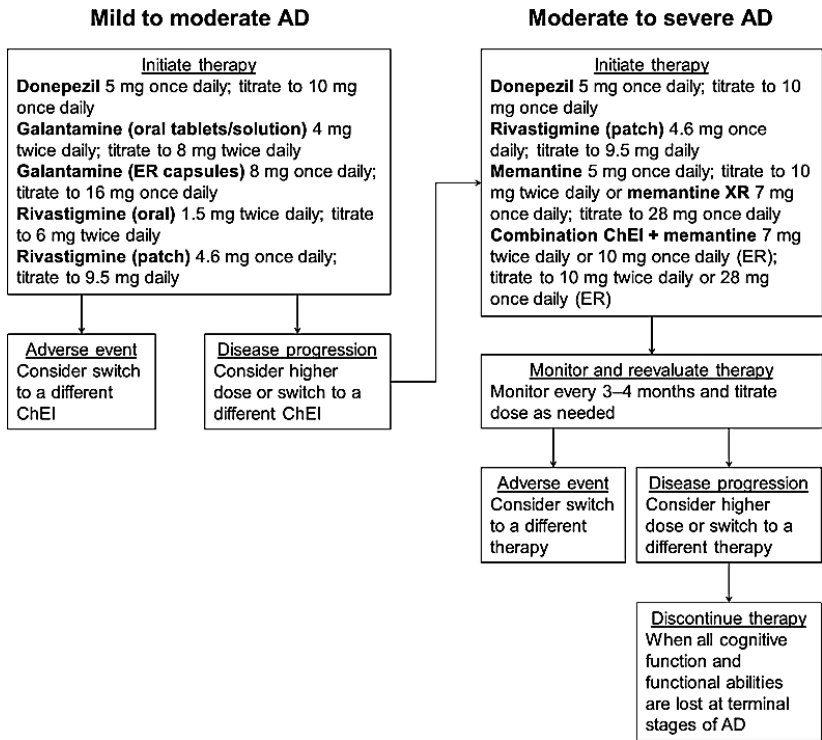 Mild to moderate AD
Initiate therapy
Donepezil 5 mg once daily; titrate to 10 mg
once daily
Galantamine (oral tablets/solution) 4 mg
twice daily; titrate to 8 mg twice daily
Galantamine (ER capsules) 8 mg once daily;
titrate to 16 mg once daily
Rivastigmine (oral) 1.5 mg twice daily; titrate
to 6 mg twice daily
Rivastigmine (patch) 4.6 mg once daily;
titrate to 9.5 mg daily
Adverse event
Consider switch
to a different
ChEI
Disease progression
Consider higher
dose or switch to a
different ChEI
Moderate to severe AD
Initiate therapy
Donepezil 5 mg once daily; titrate to 10
mg once daily
Rivastigmine (patch) 4.6 mg once
daily; titrate to 9.5 mg daily
Memantine 5 mg once daily; titrate to 10
mg twice daily or memantine XR 7 mg
once daily; titrate to 28 mg once daily
Combination ChEI + memantine 7 mg
twice daily or 10 mg once daily (ER);
titrate to 10 mg twice daily or 28 mg
once daily (ER)
Monitor and reevaluate therapy
Monitor every 3–4 months and titrate
dose as needed
Adverse event
Consider switch
to a different
therapy
Disease progression
Consider higher
dose or switch to
a different therapy
Discontinue therapy
When all cognitive
function and
functional abilities
are lost at terminal
stages of AD